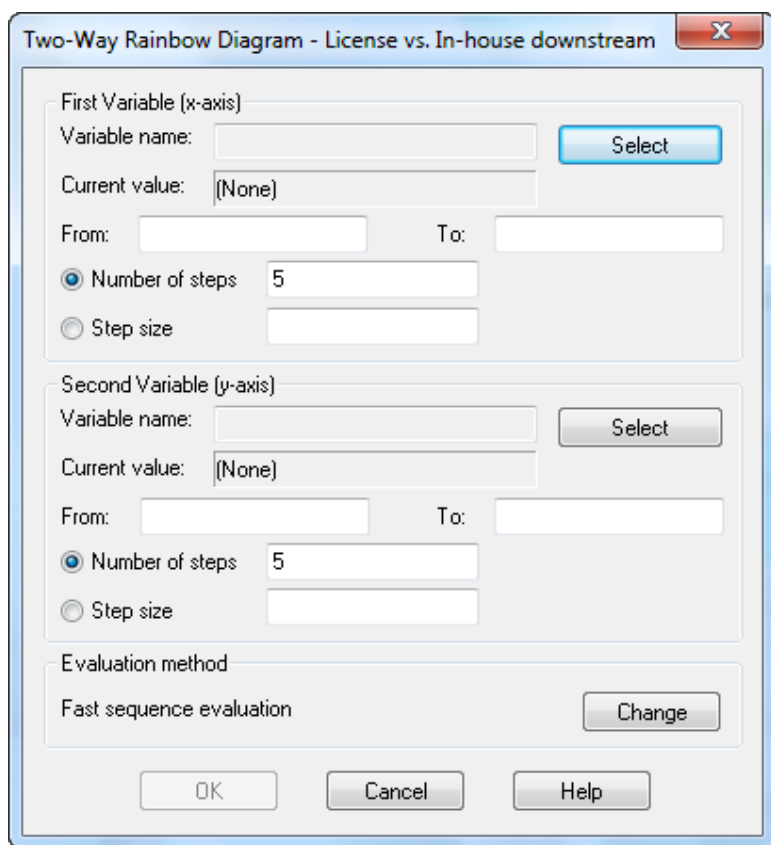 Two-Way Rainbow Diagram - License vs. In-house downstream
First Variable (x-axis)
Variable name:
Select
Current value: (None)
From: To:
Number of steps 5
Step size
Second Variable (y-axis)
Variable name:
Select
Current value: (None)
From: To:
Number of steps 5
Step size
Evaluation method
Fast sequence evaluation Change
OK Cancel Help